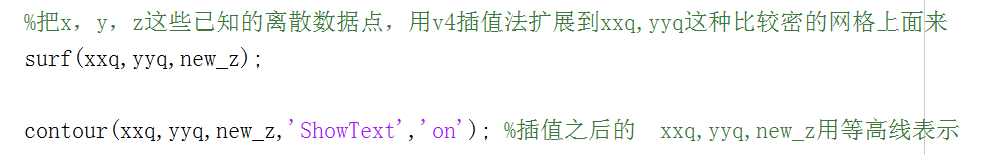 %把x，y，z这些已知的离散数据点，用v4插值法扩展到xxq,yyq这种比较密的网格上面来
surf(xxq,yyq,new_z);
contour(xxq,yyq,new_z,'ShowText','on'); %插值之后的  xxq,yyq,new_z用等高线表示